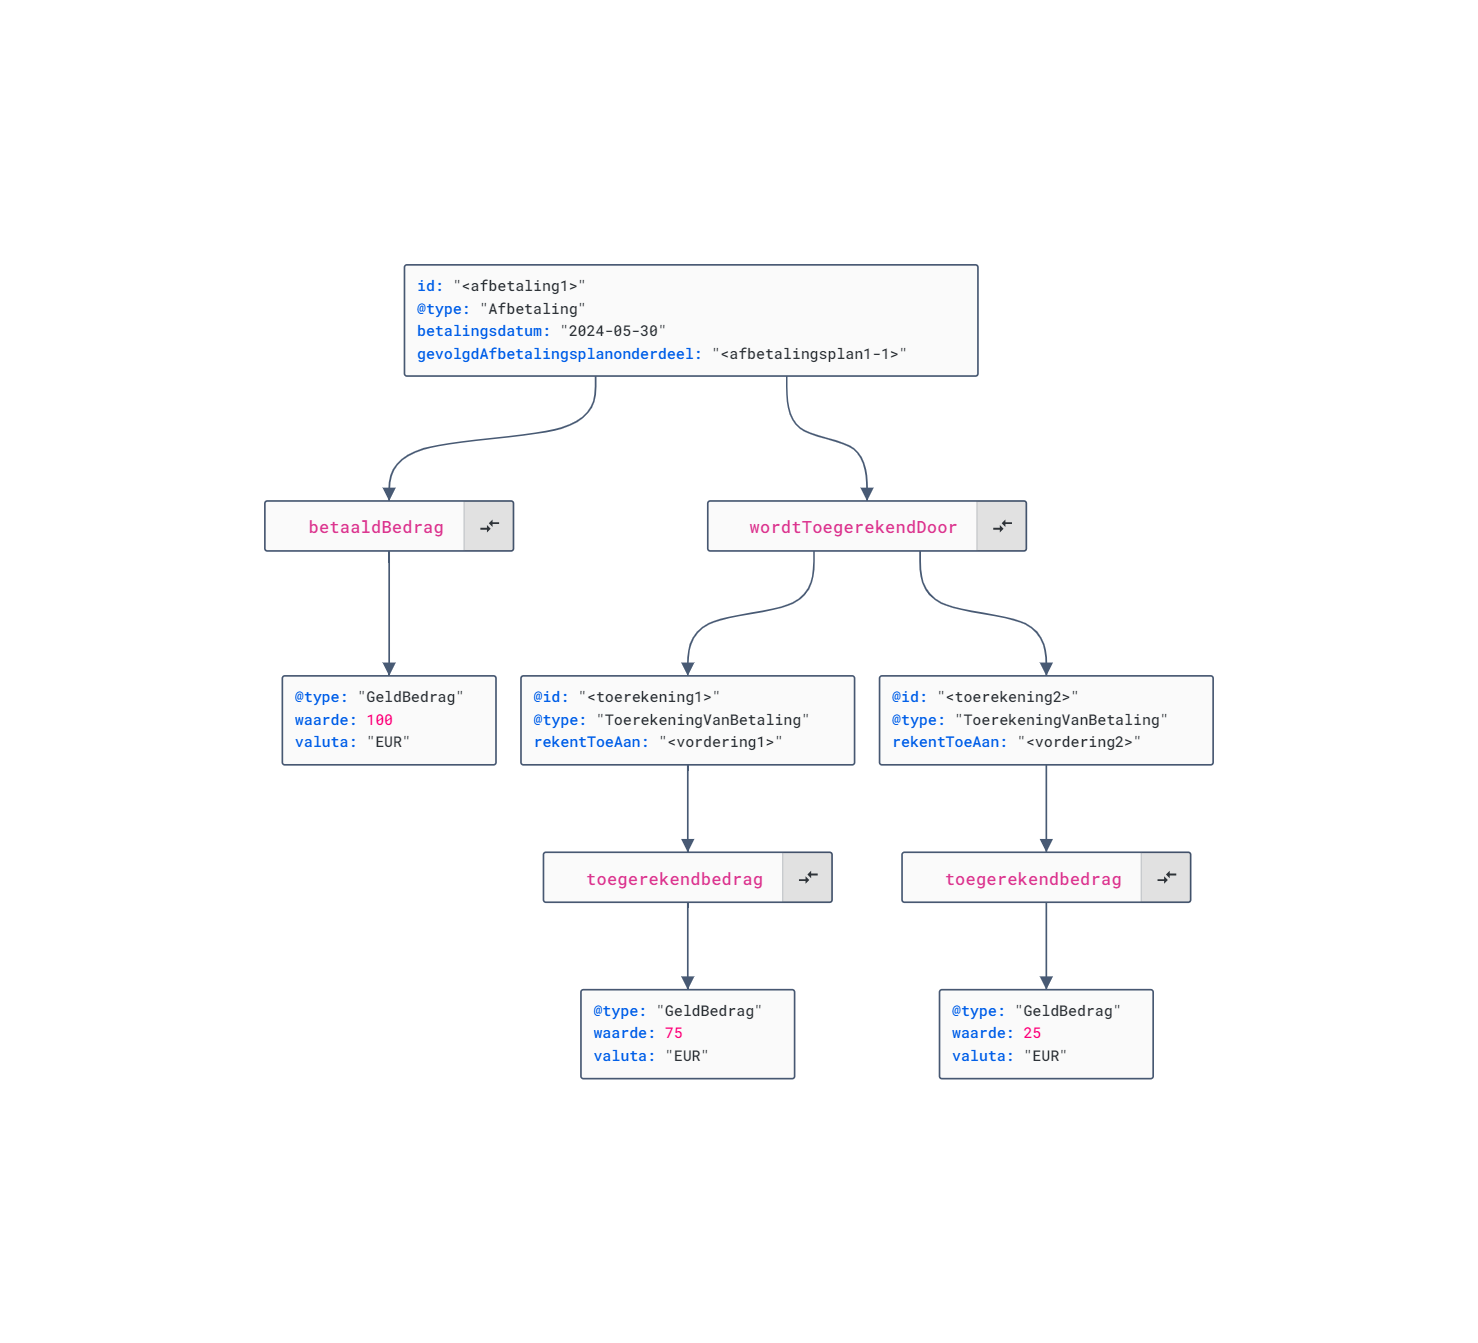 id: "<afbetaling1>"
@type: "Afbetaling"
betalingsdatum: "2024-05-30"
gevolgdAfbetalingsplanonderdeel: "<afbetalingsplan1-1>"
betaaldBedrag
wordtToegerekendDoor
@type: "GeldBedrag"
waarde: 100
valuta: "EUR"
@id: "<toerekening1>"
@type: "ToerekeningVanBetaling"
rekentToeAan: "<vordering1>"
@id: "<toerekening2>"
@type: "ToerekeningVanBetaling"
rekentToeAan: "<vordering2>"
toegerekendbedrag
toegerekendbedrag
@type: "GeldBedrag"
waarde: 75
valuta: "EUR"
@type: "GeldBedrag"
waarde: 25
valuta: "EUR"